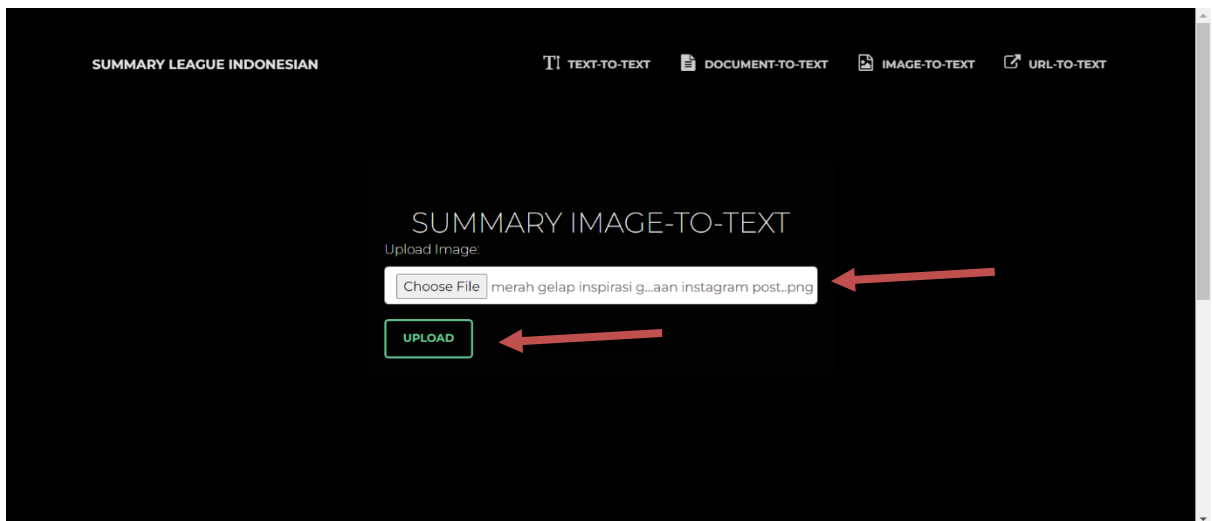 SUMMARY LEAGUE INDONESIAN
TEXT-TO-TEXT
DOCUMENT-TO-TEXT
IMAGE-TO-TEXT
URL-TO-TEXT
SUMMARY IMAGE-TO-TEXT
Upload Image:
Choose File merah gelap inspirasi g...aan instagram post..png
UPLOAD